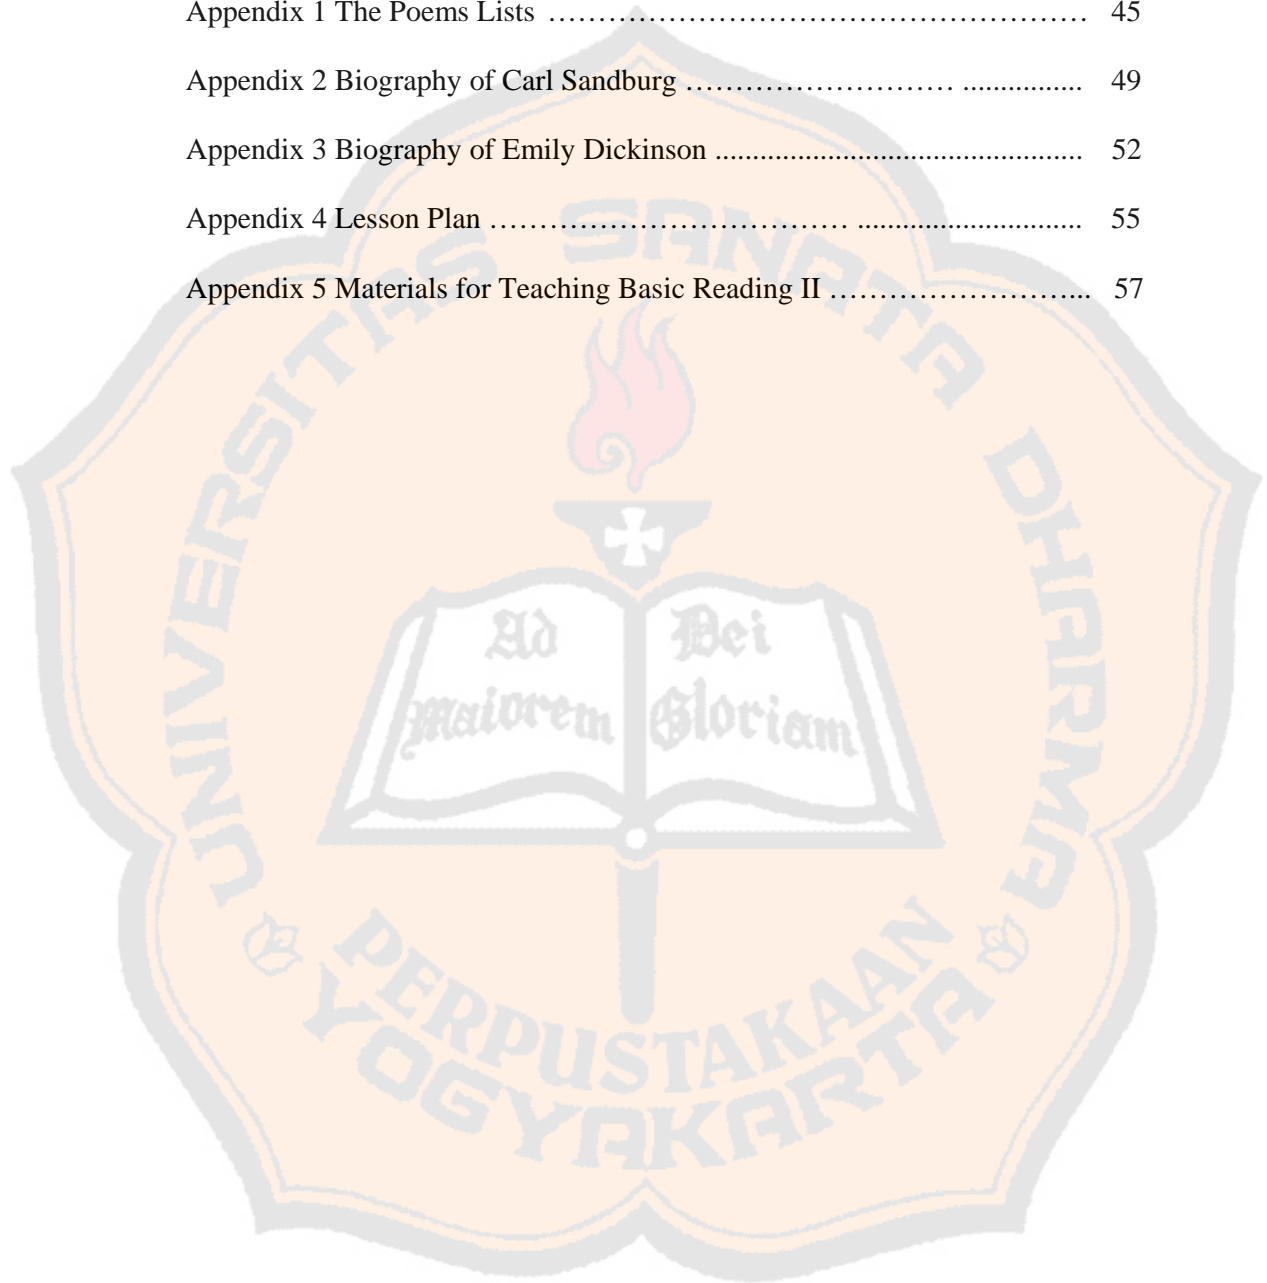 Appendix 1 The Poems Lists ……………………………………………… 45
Appendix 2 Biography of Carl Sandburg ……………………… ................ 49
Appendix 3 Biography of Emily Dickinson ................................................. 52
Appendix 4 Lesson Plan ……………………………… .............................. 55
Appendix 5 Materials for Teaching Basic Reading II …………………….... 57
UNIVERSITAS SANATA DHARMA
Ad Dei
maiorem Gloriam
PERPUSTAKAAN
YOGYAKARTA